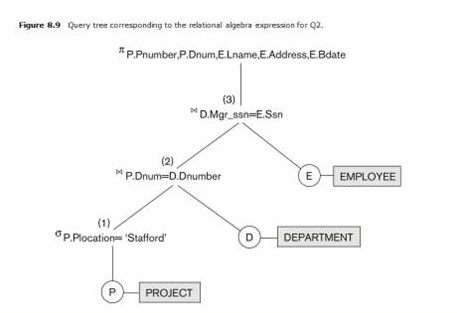 Figure 8.9 Query tree corresponding to the relational algebra expression for Q2.
π P.Pnumber,P.Dnum,E.Lname,E.Address,E.Bdate
(3)
⋈ D.Mgr_ssn=E.Ssn
(2)
⋈ P.Dnum=D.Dnumber
E EMPLOYEE
(1)
σ P.Plocation= 'Stafford'
D DEPARTMENT
P PROJECT